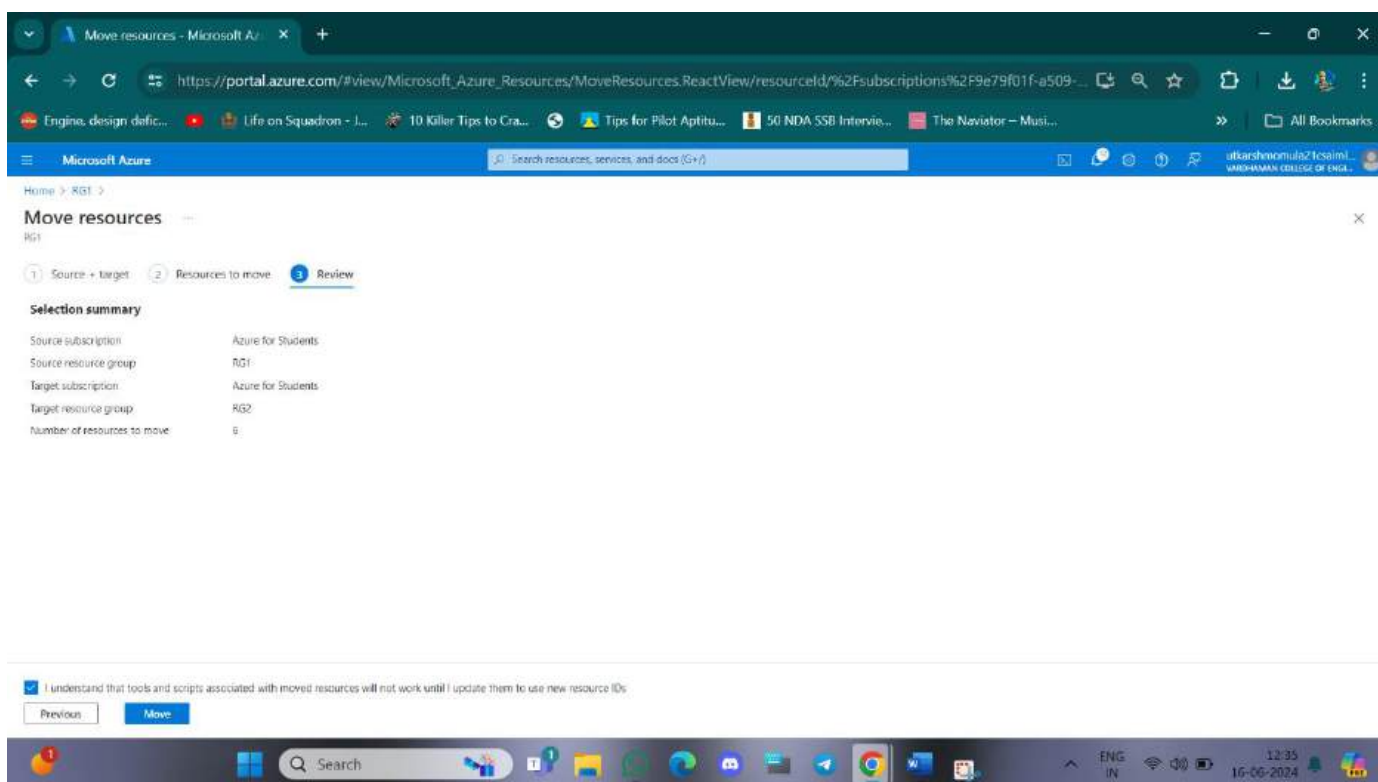 Move resources - Microsoft Az
https://portal.azure.com/#view/Microsoft_Azure_Resources/MoveResources.ReactView/resourceId/%2Fsubscriptions%2F9e79f01f-a509-...
Engine. design defic...
Life on Squadron - J...
10 Killer Tips to Cra...
Tips for Pilot Aptitu...
50 NDA SSB Intervie...
The Naviator – Musi...
All Bookmarks
Microsoft Azure
Search resources, services, and docs (G+/)
utkarshmomula21csaiml...
VARDHAMAN COLLEGE OF ENGI...
Home > RG1 >
Move resources ...
RG1
1 Source + target
2 Resources to move
3 Review
Selection summary
Source subscription Azure for Students
Source resource group RG1
Target subscription Azure for Students
Target resource group RG2
Number of resources to move
I understand that tools and scripts associated with moved resources will not work until I update them to use new resource IDs
Previous
Move
Search
ENG
IN
12:35
16-06-2024